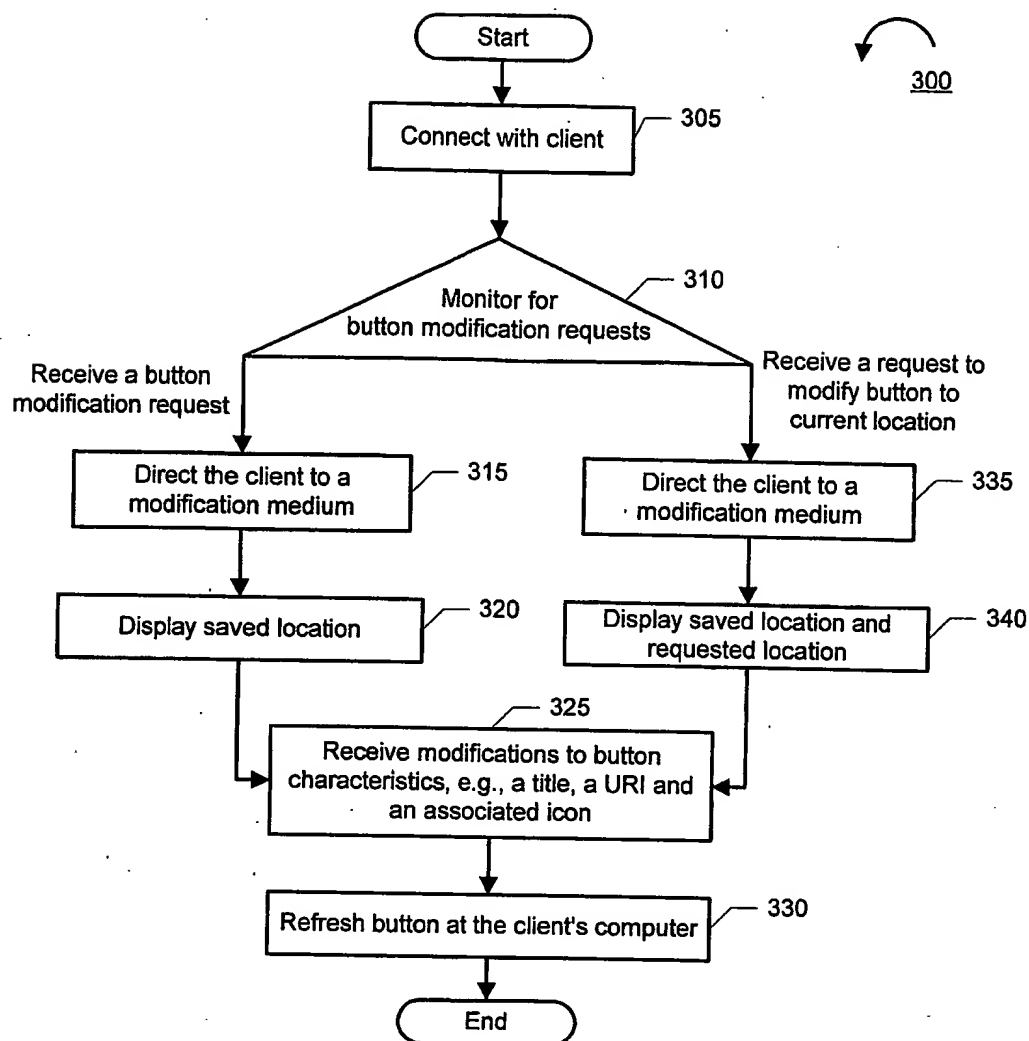 Start
300
Connect with client
305
Monitor for
button modification requests
310
Receive a button
modification request
Receive a request to
modify button to
current location
Direct the client to a
modification medium
315
Direct the client to a
modification medium
335
Display saved location
320
Display saved location and
requested location
340
325
Receive modifications to button
characteristics, e.g., a title, a URI and
an associated icon
Refresh button at the client's computer
330
End